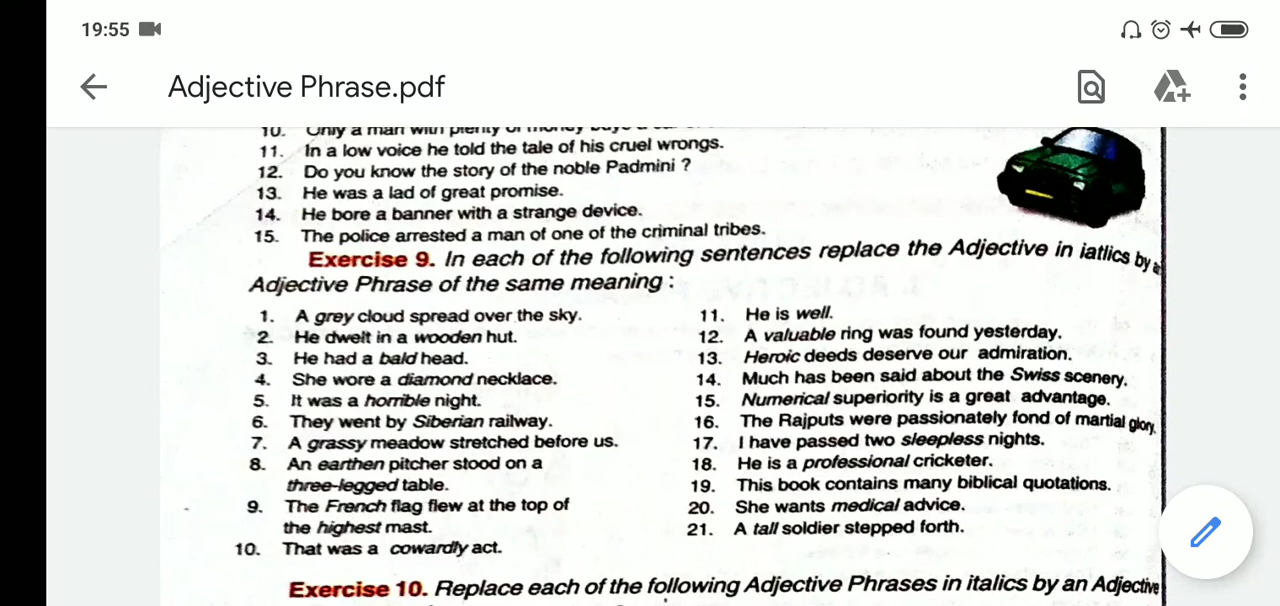 19:55
Adjective Phrase.pdf
10. Only a man with plenty of money buys a
11. In a low voice he told the tale of his cruel wrongs.
12. Do you know the story of the noble Padmini ?
13. He was a lad of great promise.
14. He bore a banner with a strange device.
15. The police arrested a man of one of the criminal tribes.
Exercise 9. In each of the following sentences replace the Adjective in iatlics by an
Adjective Phrase of the same meaning :
1. A grey cloud spread over the sky.
2. He dwelt in a wooden hut.
3. He had a bald head.
4. She wore a diamond necklace.
5. It was a horrible night.
6. They went by Siberian railway.
7. A grassy meadow stretched before us.
8. An earthen pitcher stood on a
three-legged table.
9. The French flag flew at the top of
the highest mast.
10. That was a cowardly act.
11. He is well.
12. A valuable ring was found yesterday.
13. Heroic deeds deserve our admiration.
14. Much has been said about the Swiss scenery.
15. Numerical superiority is a great advantage.
16. The Rajputs were passionately fond of martial glory.
17. I have passed two sleepless nights.
18. He is a professional cricketer.
19. This book contains many biblical quotations.
20. She wants medical advice.
21. A tall soldier stepped forth.
Exercise 10. Replace each of the following Adjective Phrases in italics by an Adjective